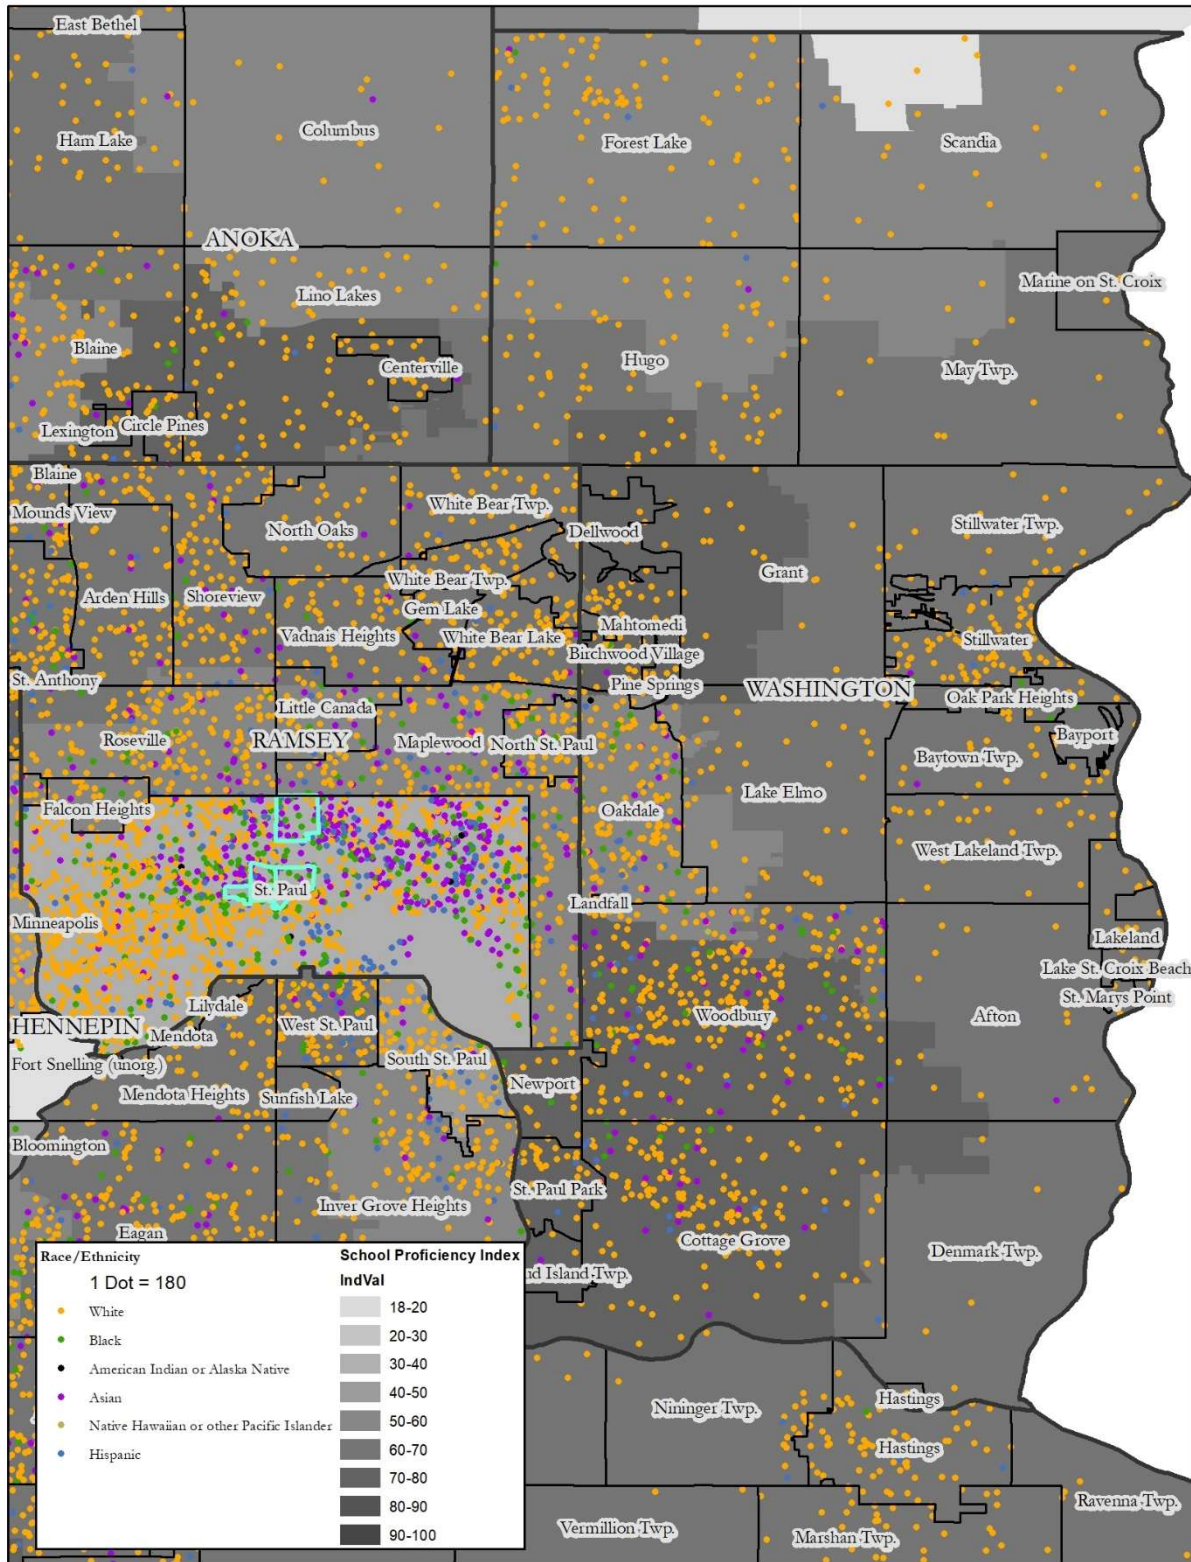 East Bethel
Ham Lake
Columbus
Forest Lake
Scandia
ANOKA
Lino Lakes
Marine on St. Croix
Blaine
Centerville
Hugo
May Twp.
Lexington
Circle Pines
Blaine
Mounds View
North Oaks
White Bear Twp.
Dellwood
Stillwater Twp.
Grant
White Bear Twp.
Arden Hills
Shoreview
Gem Lake
Vadnais Heights
White Bear Lake
Mahtomedi
Birchwood Village
Stillwater
St. Anthony
Pine Springs
WASHINGTON
Oak Park Heights
Little Canada
Roseville
RAMSEY
Maplewood
North St. Paul
Bayport
Baytown Twp.
Falcon Heights
Oakdale
Lake Elmo
West Lakeland Twp.
St. Paul
Landfall
Minneapolis
Lakeland
Lake St. Croix Beach
St. Marys Point
Lilydale
HENNEPIN
Mendota
West St. Paul
Woodbury
Afton
Fort Snelling (unorg.)
South St. Paul
Mendota Heights
Sunfish Lake
Newport
Bloomington
St. Paul Park
Inver Grove Heights
Eagan
Cottage Grove
Denmark Twp.
ud Island Twp.
Race/Ethnicity
1 Dot = 180
White
Black
American Indian or Alaska Native
Asian
Native Hawaiian or other Pacific Islander
Hispanic
School Proficiency Index
IndVal
18-20
20-30
30-40
40-50
50-60
60-70
70-80
80-90
90-100
Nininger Twp.
Hastings
Hastings
Vermillion Twp.
Marshan Twp.
Ravenna Twp.